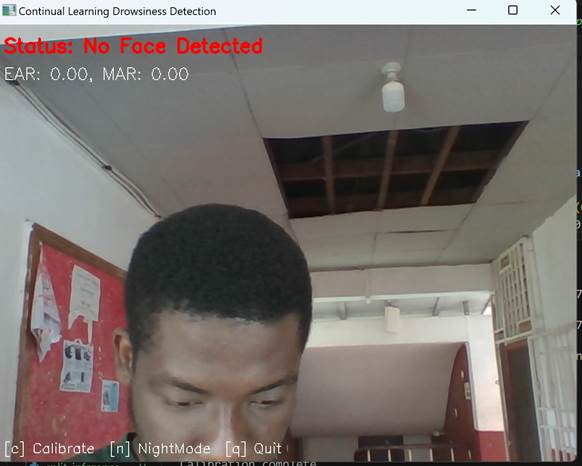 Continual Learning Drowsiness Detection
Status: No Face Detected
EAR: 0.00, MAR: 0.00
[c] Calibrate [n] NightMode [q] Quit
Calibration complete